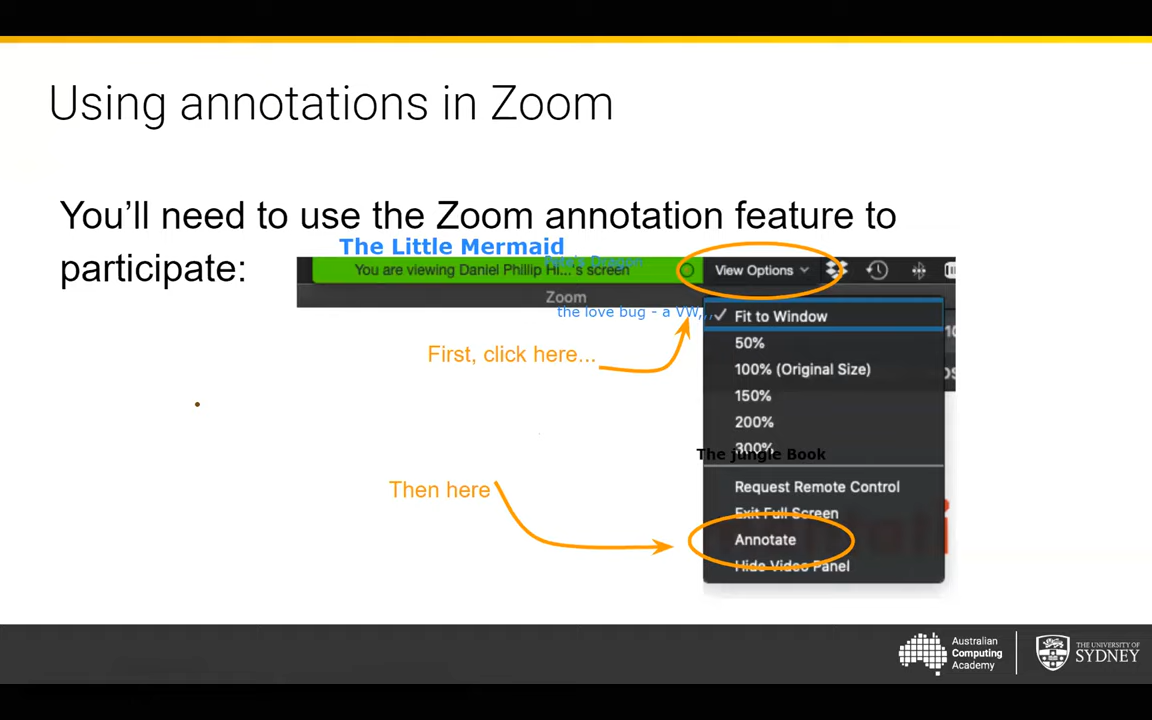 Using annotations in Zoom
You'll need to use the Zoom annotation feature to
participate:
The Little Mermaid
Pete's Dragon
You are viewing Daniel Phillip Hi...'s screen
View Options
Zoom
the love bug - a VW,,,
Fit to Window
First, click here...
50%
100% (Original Size)
150%
200%
300%
The jungle Book
Then here
Request Remote Control
Exit Full Screen
Annotate
Hide Video Panel
Australian
Computing
Academy
THE UNIVERSITY OF
SYDNEY